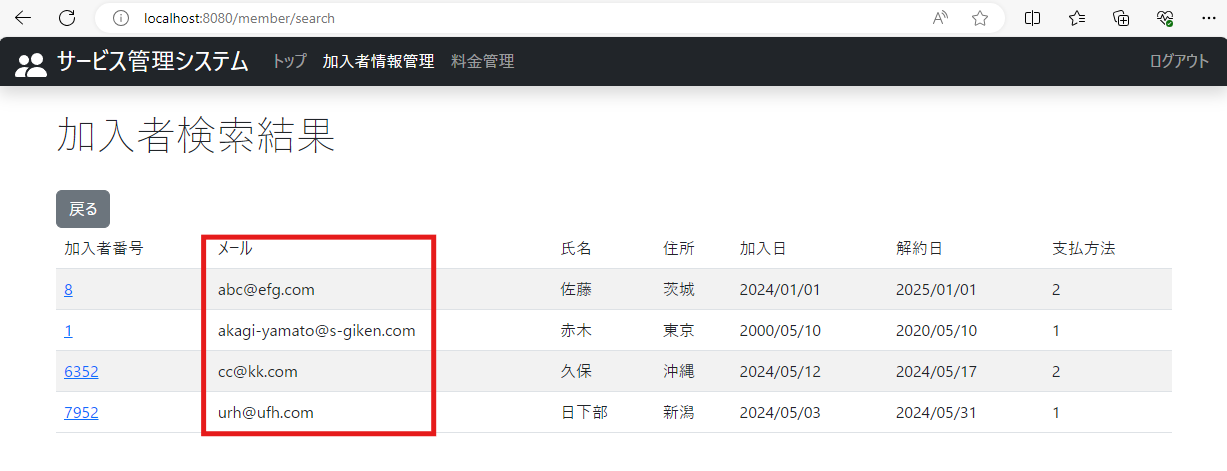 localhost:8080/member/search
サービス管理システム トップ 加入者情報管理 料金管理 ログアウト
加入者検索結果
戻る
加入者番号 メール 氏名 住所 加入日 解約日 支払方法
8 abc@efg.com 佐藤 茨城 2024/01/01 2025/01/01 2
1 akagi-yamato@s-giken.com 赤木 東京 2000/05/10 2020/05/10 1
6352 cc@kk.com 久保 沖縄 2024/05/12 2024/05/17 2
7952 urh@ufh.com 日下部 新潟 2024/05/03 2024/05/31 1